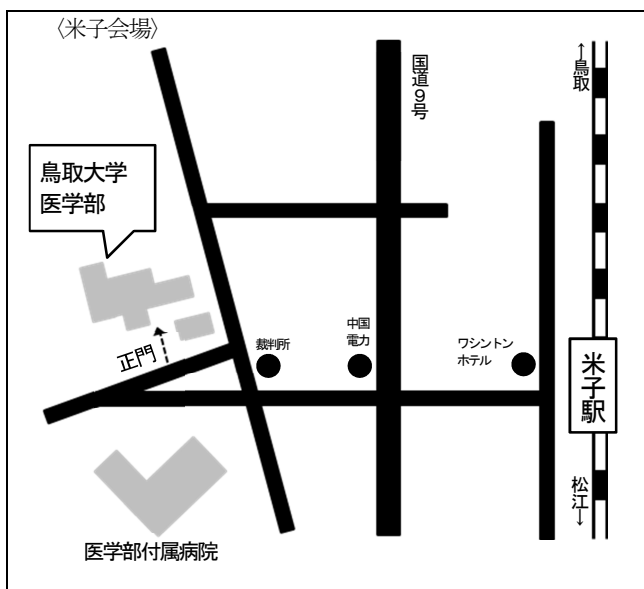 〈米子会場〉
国道9号
←鳥取
鳥取大学
医学部
正門
裁判所
中国
電力
ワシントン
ホテル
米子駅
松江→
医学部付属病院